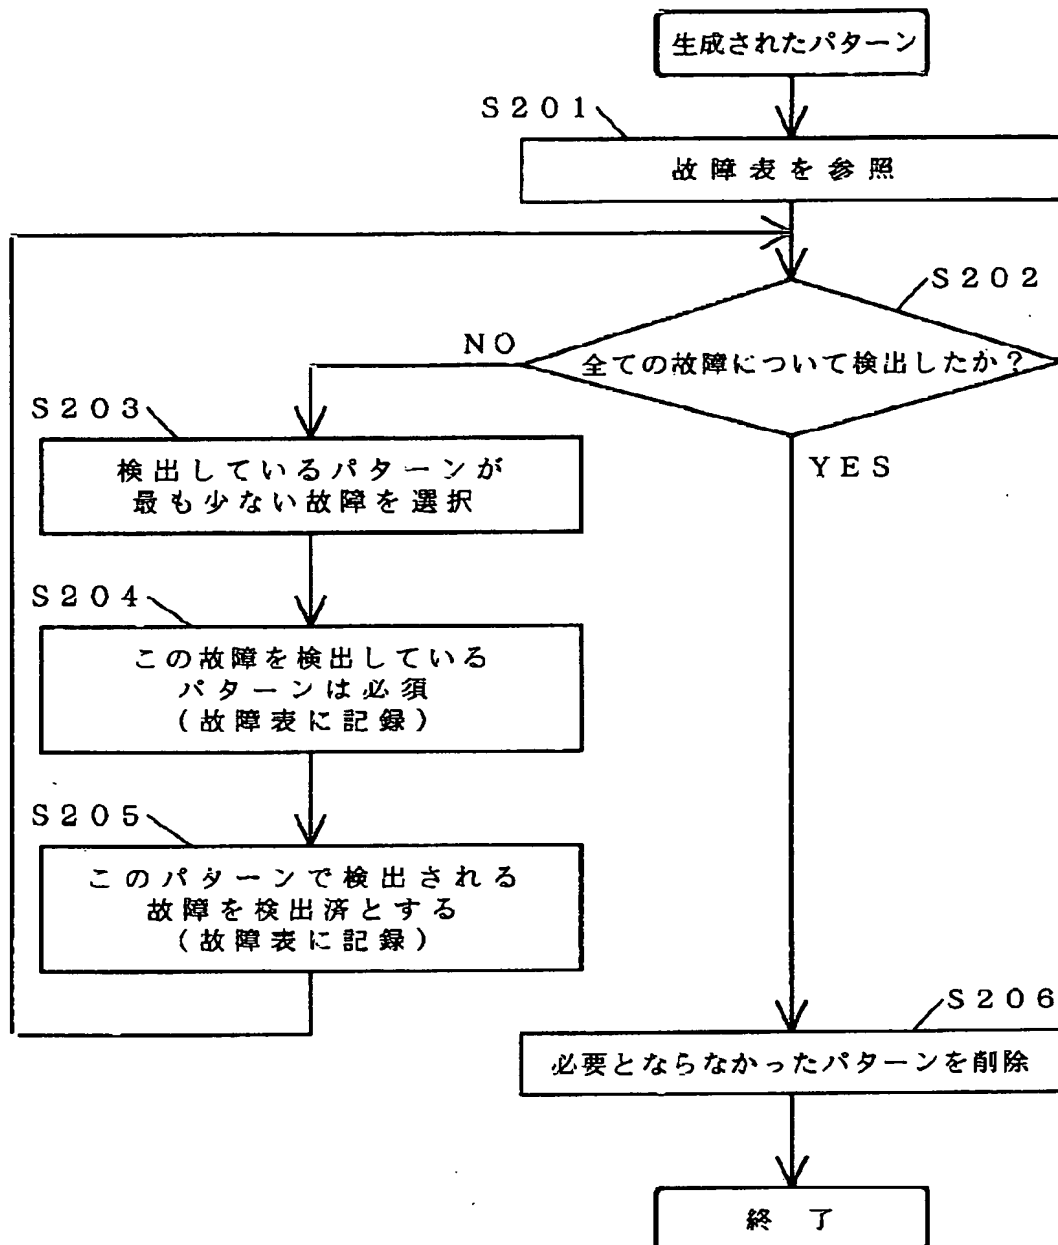 生成されたパターン
S201
故障表を参照
S202
全ての故障について検出したか?
NO
YES
S203
検出しているパターンが
最も少ない故障を選択
S204
この故障を検出している
パターンは必須
(故障表に記録)
S205
このパターンで検出される
故障を検出済とする
(故障表に記録)
S206
必要とならなかったパターンを削除
終了